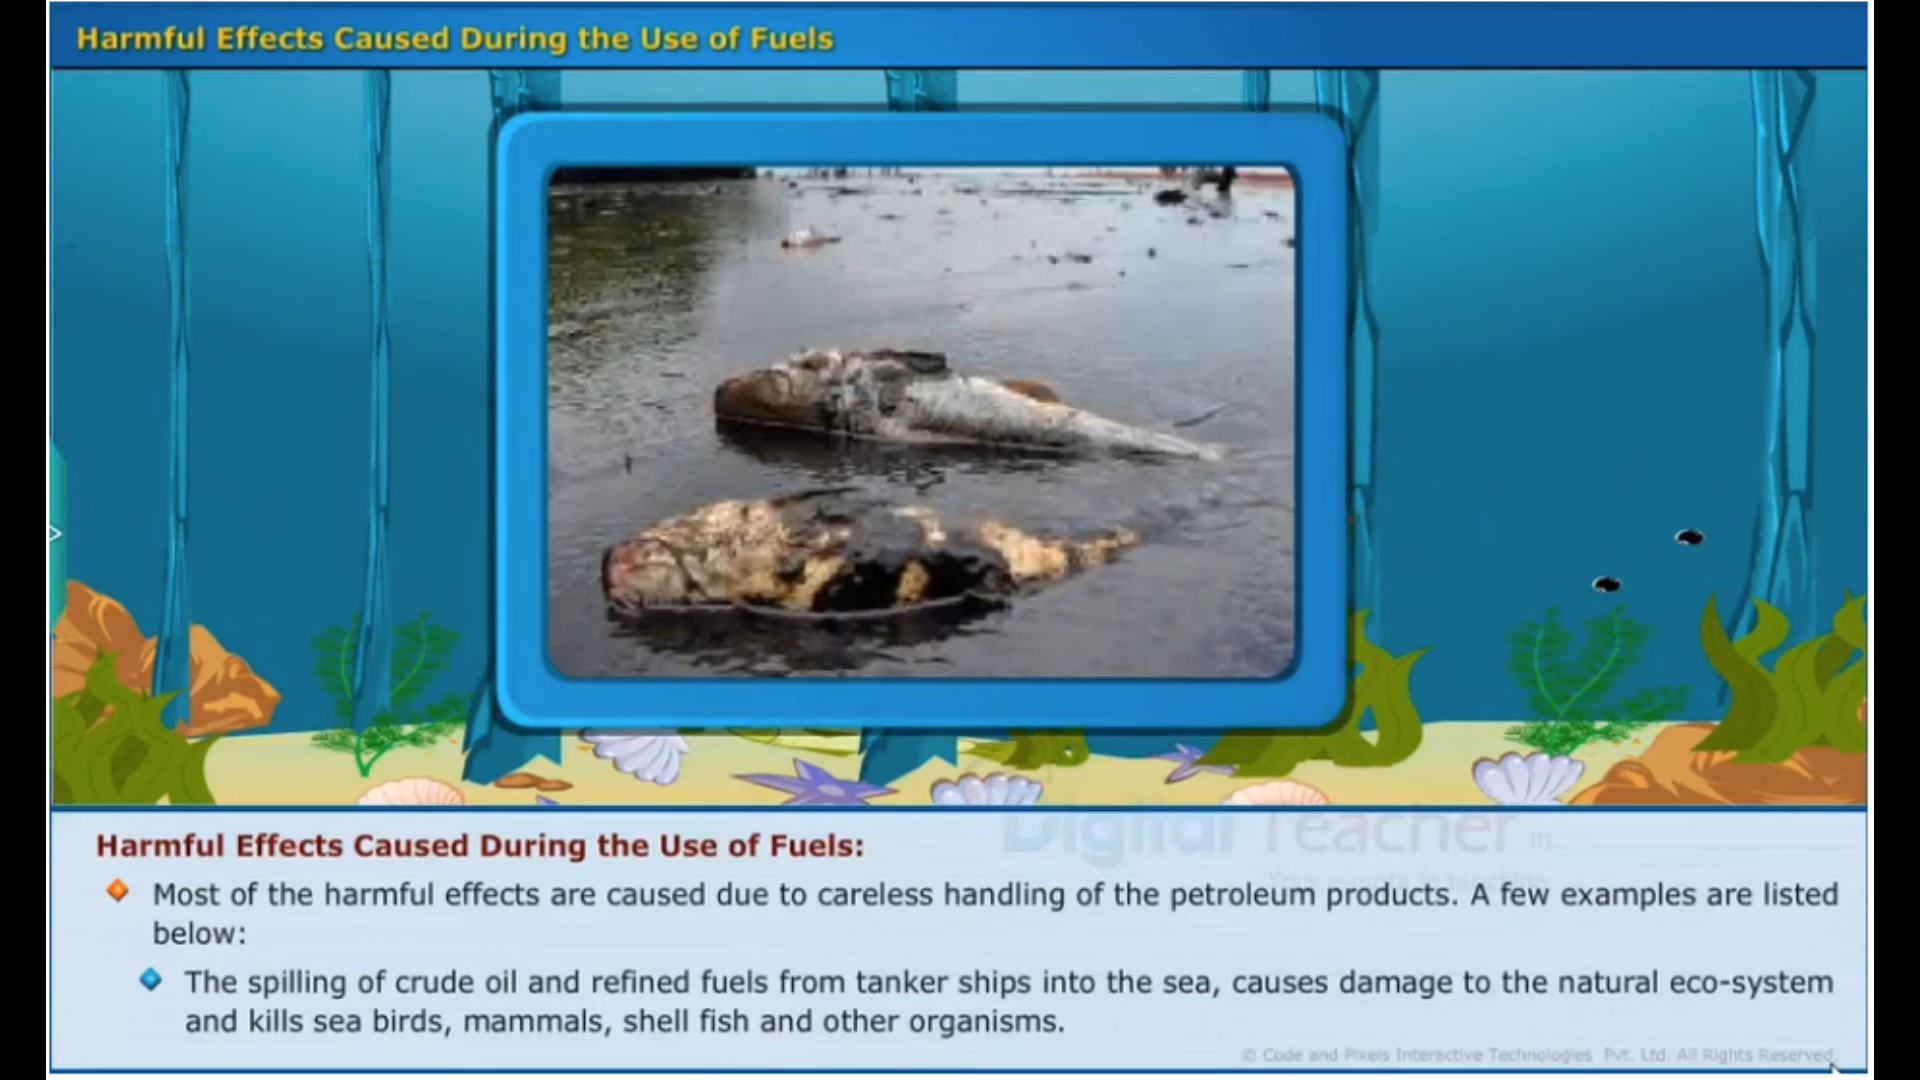 Harmful Effects Caused During the Use of Fuels
Digital Teacher.in
Harmful Effects Caused During the Use of Fuels:
Most of the harmful effects are caused due to careless handling of the petroleum products. A few examples are listed
below:
The spilling of crude oil and refined fuels from tanker ships into the sea, causes damage to the natural eco-system
and kills sea birds, mammals, shell fish and other organisms.
© Code and Pixels Interactive Technologies Pvt. Ltd. All Rights Reserved.